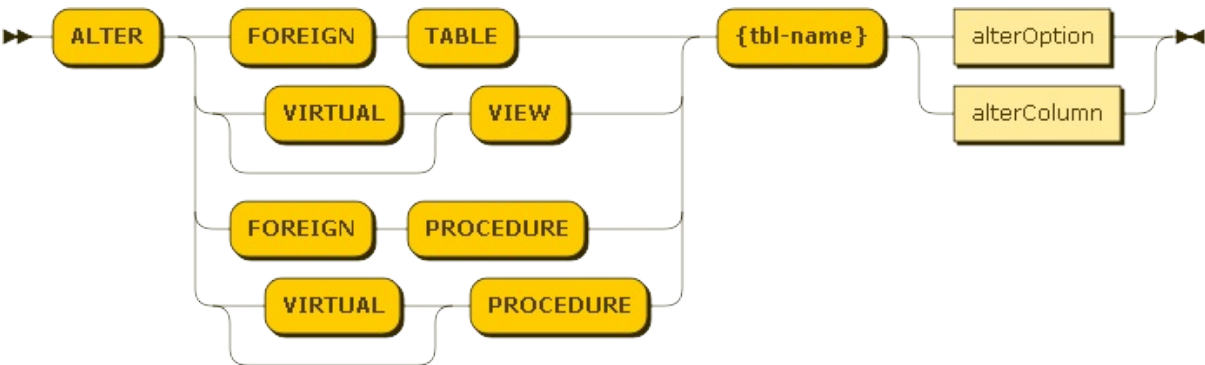 ALTER FOREIGN TABLE {tbl-name} alterOption
VIRTUAL VIEW alterColumn
FOREIGN PROCEDURE
VIRTUAL PROCEDURE